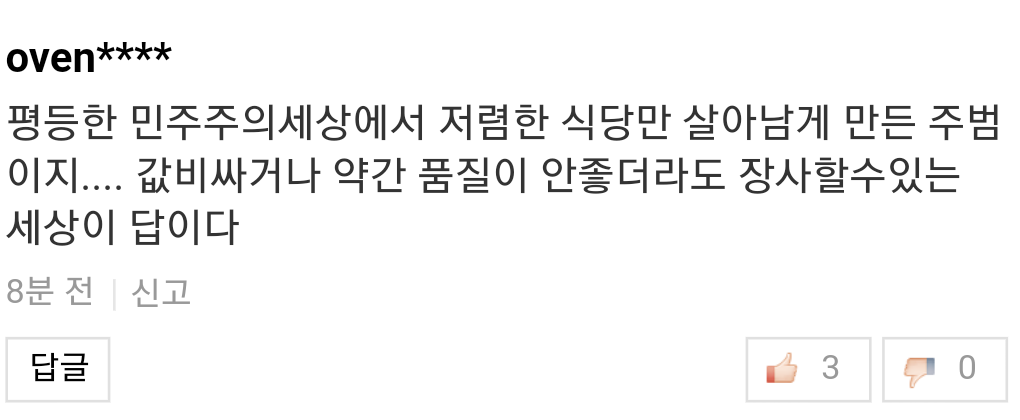 oven****
평등한 민주주의세상에서 저렴한 식당만 살아남게 만든 주범
이지.... 값비싸거나 약간 품질이 안좋더라도 장사할수있는
세상이 답이다
8분 전 | 신고
답글 3 0